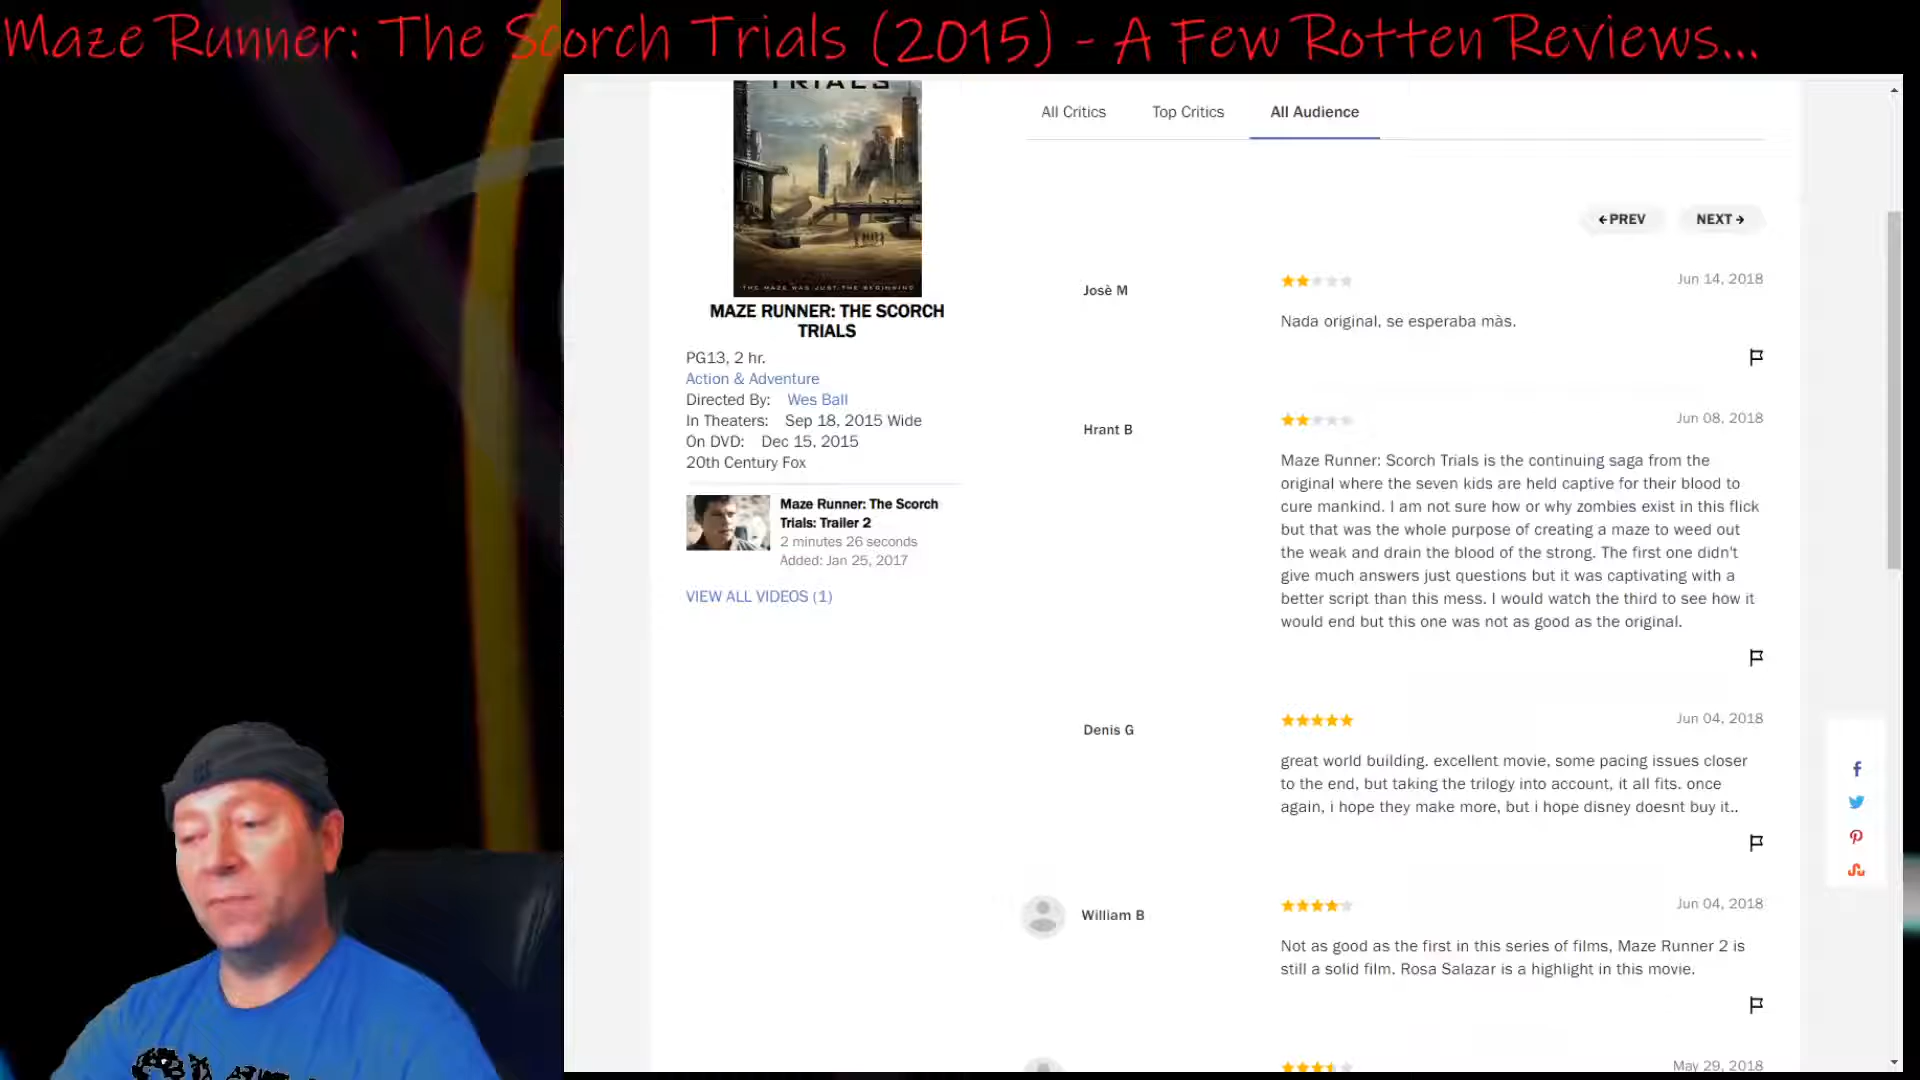 Maze Runner: The Scorch Trials (2015) - A Few Rotten Reviews...
TRIALS
THE MAZE WAS JUST THE BEGINNING
MAZE RUNNER: THE SCORCH
TRIALS
PG13, 2 hr.
Action & Adventure
Directed By: Wes Ball
In Theaters: Sep 18, 2015 Wide
On DVD: Dec 15, 2015
20th Century Fox
Maze Runner: The Scorch
Trials: Trailer 2
2 minutes 26 seconds
Added: Jan 25, 2017
VIEW ALL VIDEOS (1)
All Critics Top Critics All Audience
PREV NEXT
Josè M
Jun 14, 2018
Nada original, se esperaba màs.
Hrant B
Jun 08, 2018
Maze Runner: Scorch Trials is the continuing saga from the
original where the seven kids are held captive for their blood to
cure mankind. I am not sure how or why zombies exist in this flick
but that was the whole purpose of creating a maze to weed out
the weak and drain the blood of the strong. The first one didn't
give much answers just questions but it was captivating with a
better script than this mess. I would watch the third to see how it
would end but this one was not as good as the original.
Denis G
Jun 04, 2018
great world building. excellent movie, some pacing issues closer
to the end, but taking the trilogy into account, it all fits. once
again, i hope they make more, but i hope disney doesnt buy it..
William B
Jun 04, 2018
Not as good as the first in this series of films, Maze Runner 2 is
still a solid film. Rosa Salazar is a highlight in this movie.
May 29, 2018